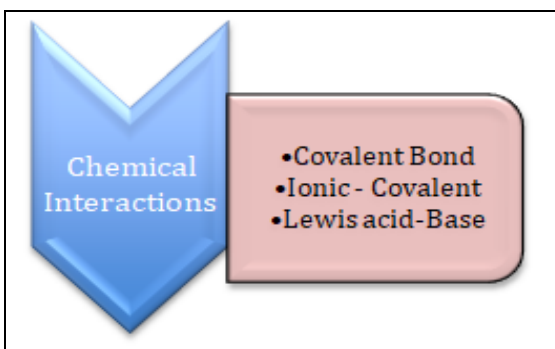 Chemical
Interactions
•Covalent Bond
•Ionic - Covalent
•Lewis acid-Base